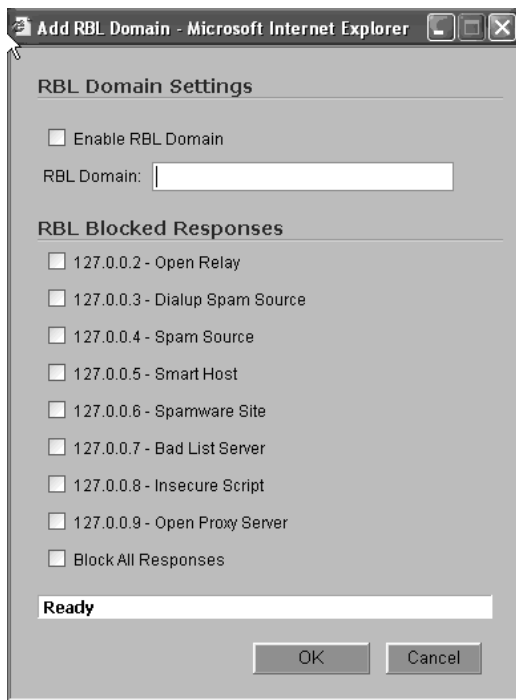 Add RBL Domain - Microsoft Internet Explorer
RBL Domain Settings
Enable RBL Domain
RBL Domain:
RBL Blocked Responses
127.0.0.2 - Open Relay
127.0.0.3 - Dialup Spam Source
127.0.0.4 - Spam Source
127.0.0.5 - Smart Host
127.0.0.6 - Spamware Site
127.0.0.7 - Bad List Server
127.0.0.8 - Insecure Script
127.0.0.9 - Open Proxy Server
Block All Responses
Ready
OK Cancel